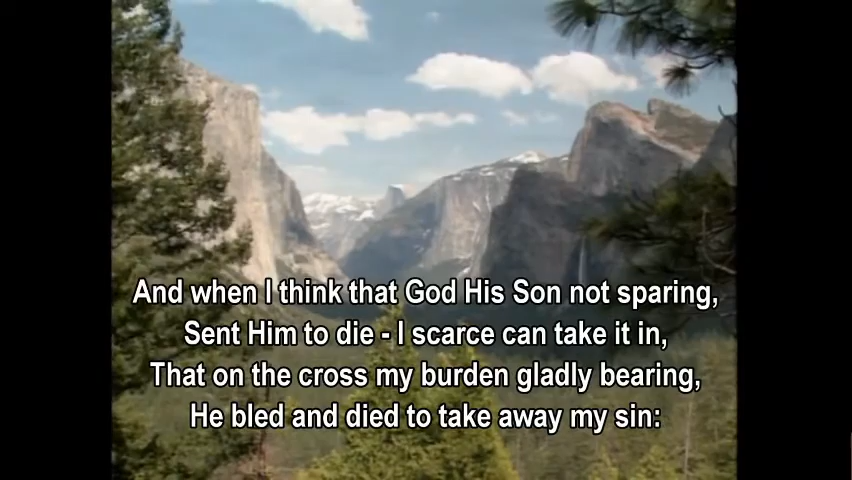 And when I think that God His Son not sparing,
Sent Him to die - I scarce can take it in,
That on the cross my burden gladly bearing,
He bled and died to take away my sin: